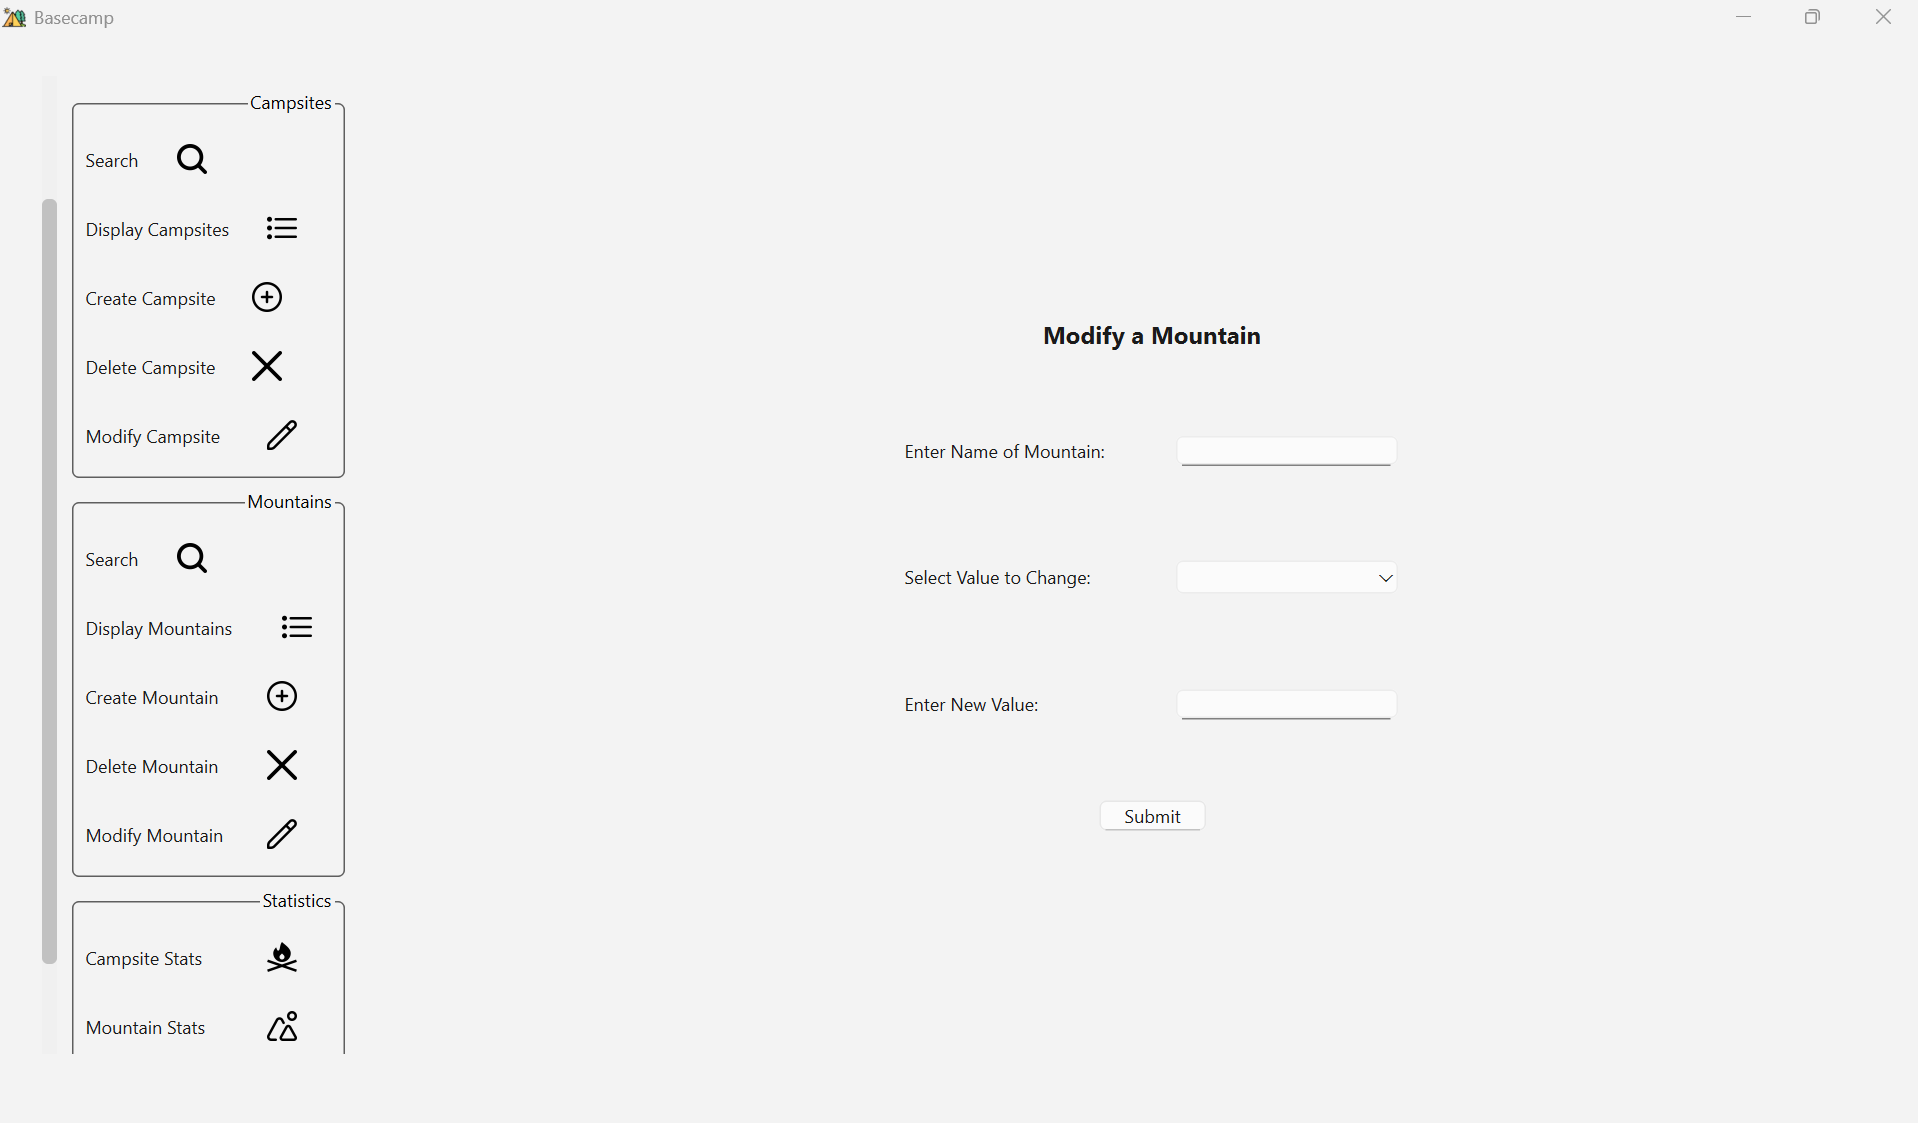 Basecamp
Campsites
Search
Display Campsites
Create Campsite
Delete Campsite
Modify Campsite
Mountains
Search
Display Mountains
Create Mountain
Delete Mountain
Modify Mountain
Statistics
Campsite Stats
Mountain Stats
Modify a Mountain
Enter Name of Mountain:
Select Value to Change:
Enter New Value:
Submit